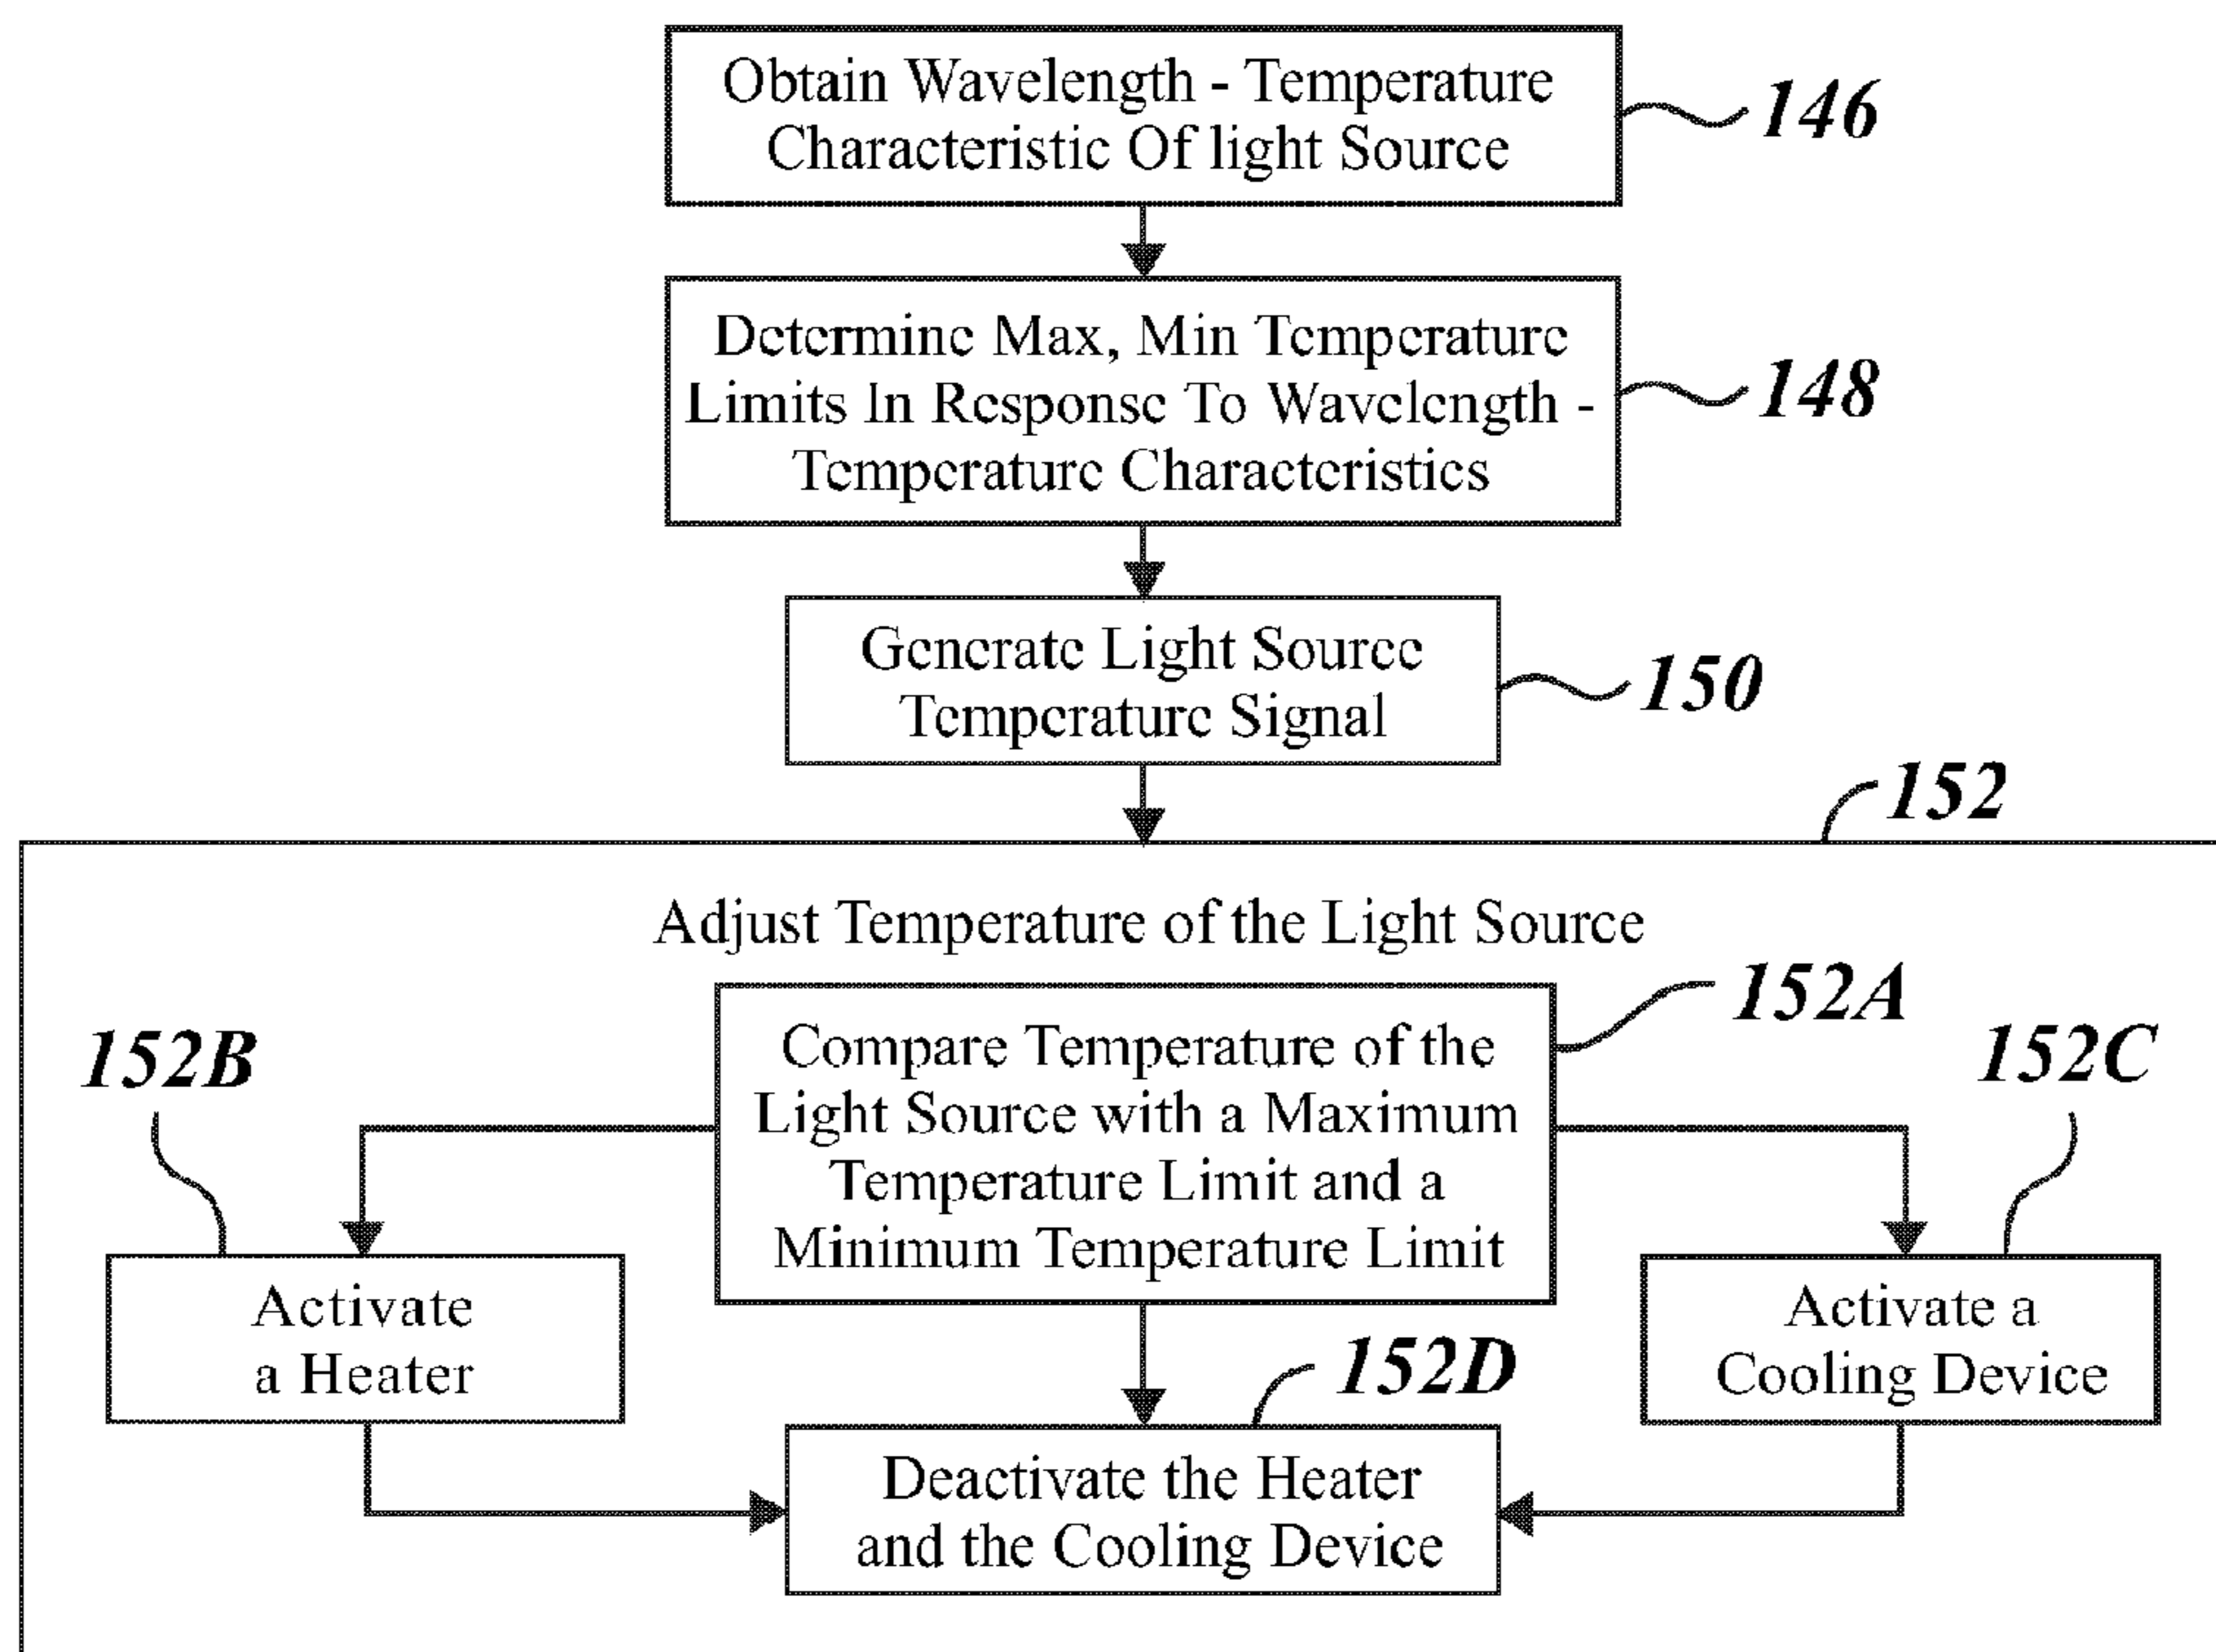 Obtain Wavelength - Temperature
Characteristic Of light Source
146
Determine Max, Min Temperature
Limits In Response To Wavelength -
Temperature Characteristics
148
Generate Light Source
Temperature Signal
150
152
Adjust Temperature of the Light Source
152A
Compare Temperature of the
Light Source with a Maximum
Temperature Limit and a
Minimum Temperature Limit
152B
Activate
a Heater
152C
Activate a
Cooling Device
152D
Deactivate the Heater
and the Cooling Device